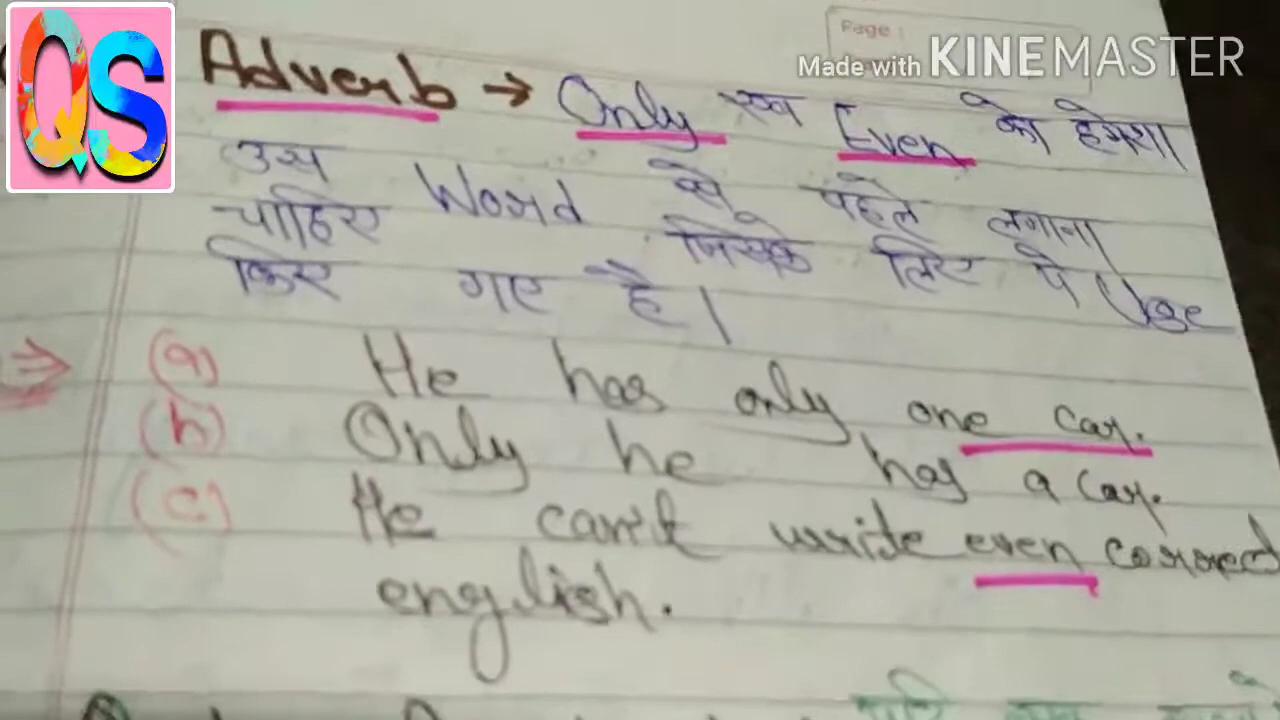 QS
Page :
Made with KINEMASTER
Adverb → Only एवं Even को हमेशा
उस Word से पहले लगाना
चाहिए जिसके लिए ये Use
किए गए है।
(a) He has only one car.
(b) Only he has a car.
(c) He can't write even correct
english.
यदि